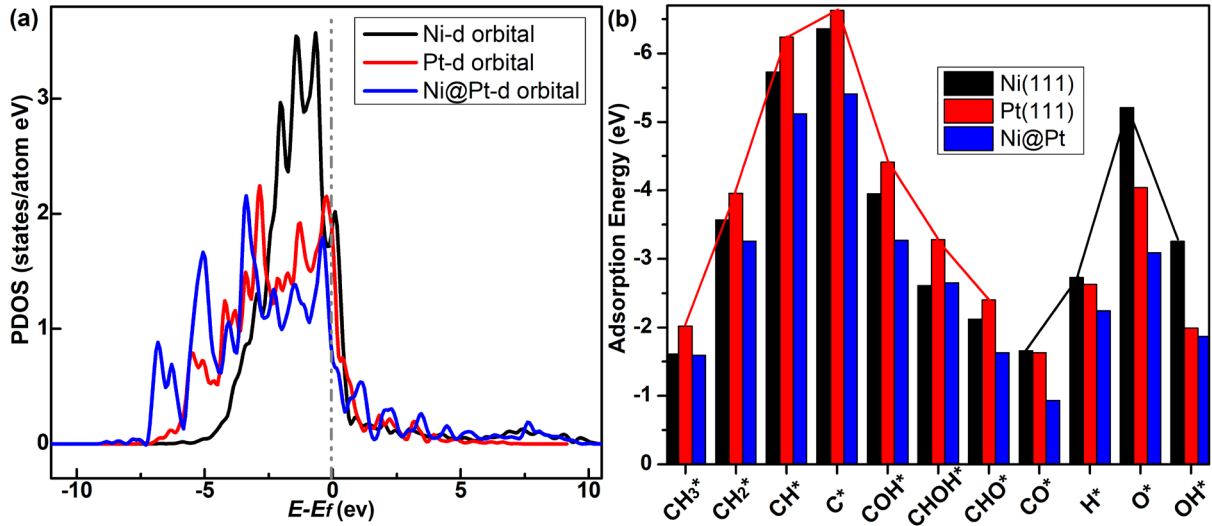 (a)
Ni-d orbital
Pt-d orbital
Ni@Pt-d orbital
PDOS (states/atom eV)
3
2
1
0
-10
-5
0
5
10
E-Ef (ev)
(b)
Ni(111)
Pt(111)
Ni@Pt
Adsorption Energy (eV)
-6
-5
-4
-3
-2
-1
0
CH3*
CH2*
CH*
C*
COH*
CHOH*
CHO*
CO*
H*
O*
OH*